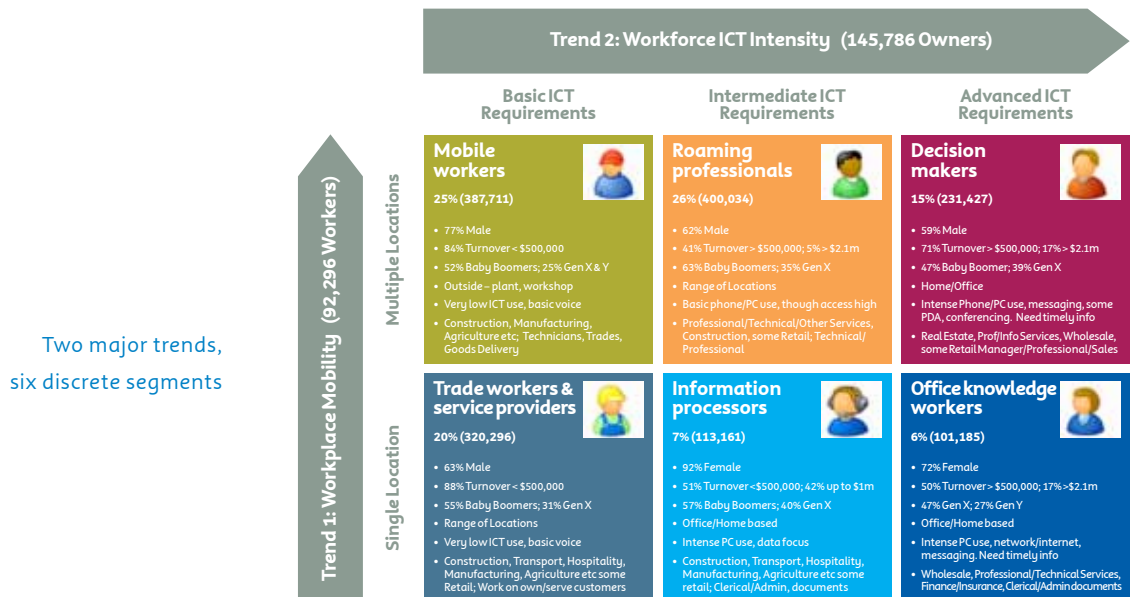 Trend 2: Workforce ICT Intensity (145,786 Owners)
Basic ICT
Requirements
Intermediate ICT
Requirements
Advanced ICT
Requirements
Two major trends,
six discrete segments
Trend 1: Workplace Mobility (92,296 Workers)
Multiple Locations
Mobile
workers
25% (387,711)
• 77% Male
• 84% Turnover < $500,000
• 52% Baby Boomers; 25% Gen X & Y
• Outside – plant, workshop
• Very low ICT use, basic voice
• Construction, Manufacturing,
Agriculture etc; Technicians, Trades,
Goods Delivery
Roaming
professionals
26% (400,034)
• 62% Male
• 41% Turnover > $500,000; 5% > $2.1m
• 63% Baby Boomers; 35% Gen X
• Range of Locations
• Basic phone/PC use, though access high
• Professional/Technical/Other Services,
Construction, some Retail; Technical/
Professional
Decision
makers
15% (231,427)
• 59% Male
• 71% Turnover > $500,000; 17% > $2.1m
• 47% Baby Boomer; 39% Gen X
• Home/Office
• Intense Phone/PC use, messaging, some
PDA, conferencing. Need timely info
• Real Estate, Prof/Info Services, Wholesale,
some Retail Manager/Professional/Sales
Single Location
Trade workers &
service providers
20% (320,296)
• 63% Male
• 88% Turnover < $500,000
• 55% Baby Boomers; 31% Gen X
• Range of Locations
• Very low ICT use, basic voice
• Construction, Transport, Hospitality,
Manufacturing, Agriculture etc some
Retail; Work on own/serve customers
Information
processors
7% (113,161)
• 92% Female
• 51% Turnover <$500,000; 42% up to $1m
• 57% Baby Boomers; 40% Gen X
• Office/Home based
• Intense PC use, data focus
• Construction, Transport, Hospitality,
Manufacturing, Agriculture etc some
retail; Clerical/Admin, documents
Office knowledge
workers
6% (101,185)
• 72% Female
• 50% Turnover > $500,000; 17% >$2.1m
• 47% Gen X; 27% Gen Y
• Office/Home based
• Intense PC use, network/internet,
messaging. Need timely info
• Wholesale, Professional/Technical Services,
Finance/Insurance, Clerical/Admin documents